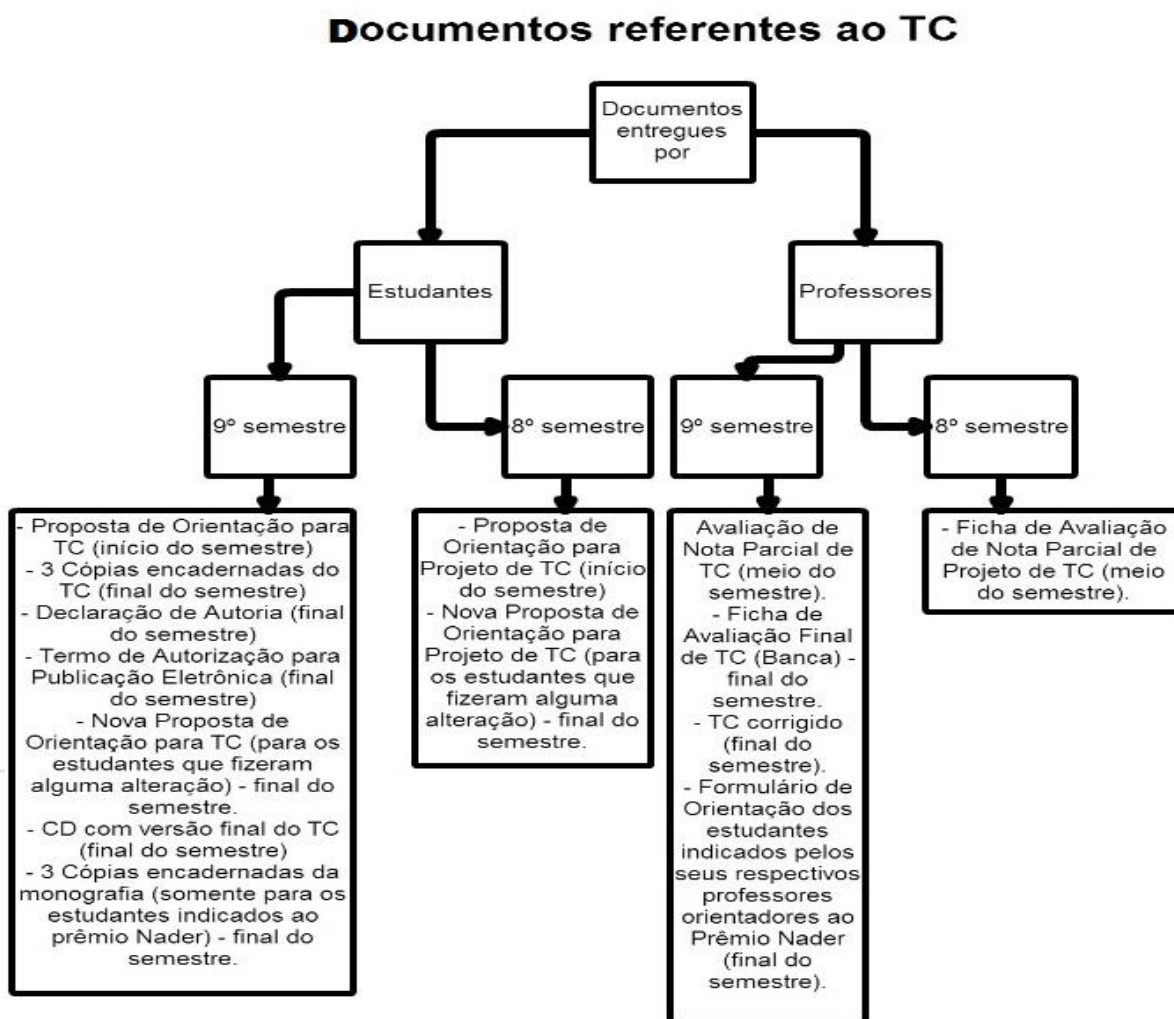 Documentos referentes ao TC
Documentos
entregues
por
Estudantes
Professores
9º semestre
8º semestre
9º semestre
8º semestre
- Proposta de Orientação para
TC (início do semestre)
- 3 Cópias encadernadas do
TC (final do semestre)
- Declaração de Autoria (final
do semestre)
- Termo de Autorização para
Publicação Eletrônica (final
do semestre)
- Nova Proposta de
Orientação para TC (para os
estudantes que fizeram
alguma alteração) - final do
semestre.
- CD com versão final do TC
(final do semestre)
- 3 Cópias encadernadas da
monografia (somente para os
estudantes indicados ao
prêmio Nader) - final do
semestre.
- Proposta de
Orientação para
Projeto de TC (início
do semestre)
- Nova Proposta de
Orientação para
Projeto de TC (para
os estudantes que
fizeram alguma
alteração) - final do
semestre.
Avaliação de
Nota Parcial de
TC (meio do
semestre).
- Ficha de
Avaliação Final
de TC (Banca) -
final do
semestre.
- TC corrigido
(final do
semestre).
- Formulário de
Orientação dos
estudantes
indicados pelos
seus respectivos
professores
orientadores ao
Prêmio Nader
(final do
semestre).
- Ficha de Avaliação
de Nota Parcial de
Projeto de TC (meio
do semestre).